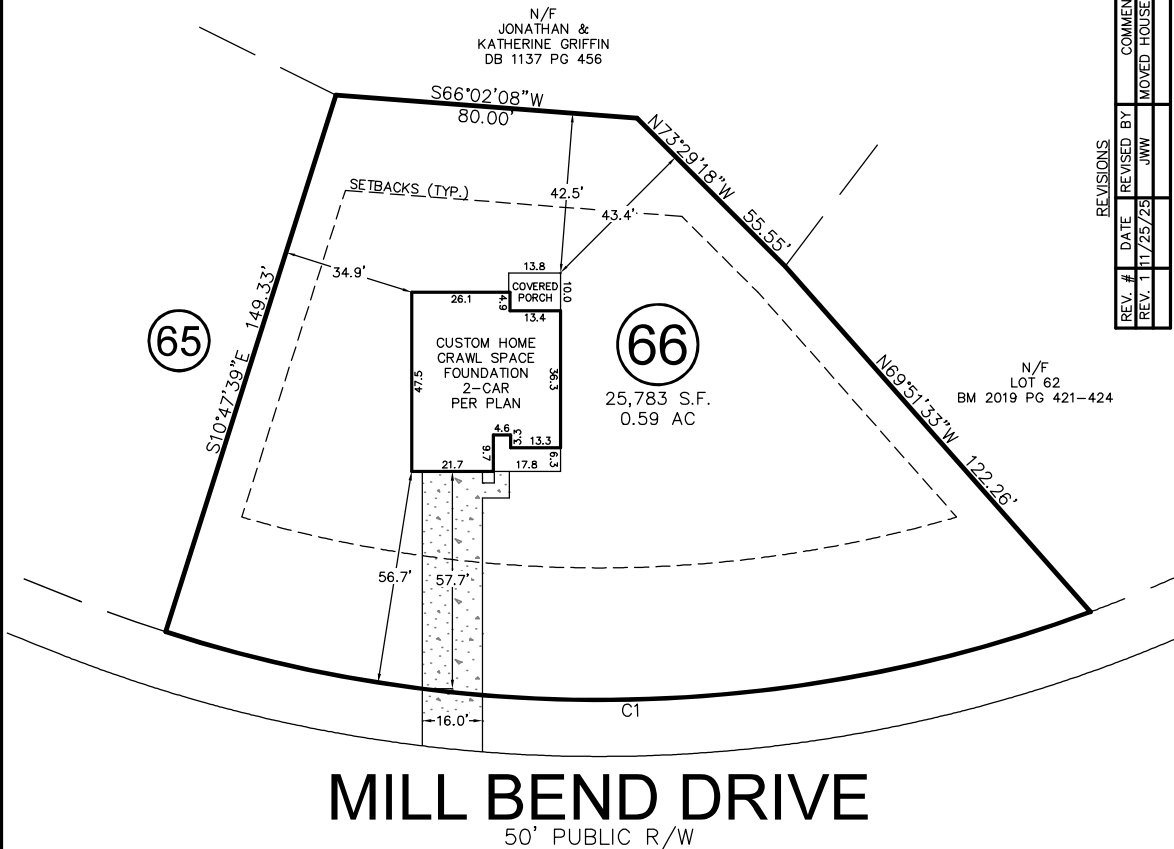 N/F
JONATHAN &
KATHERINE GRIFFIN
DB 1137 PG 456
S66°02'08"W
80.00'
N73°29'18"W 55.55'
SETBACKS (TYP.)
42.5'
43.4'
34.9'
S10°47'39"E 149.33'
65
26.1
13.8
COVERED
PORCH
10.0
4.9
13.4
CUSTOM HOME
CRAWL SPACE
FOUNDATION
2-CAR
PER PLAN
47.5
36.3
4.6
3.3
13.3
9.7
6.3
21.7
17.8
66
25,783 S.F.
0.59 AC
N69°51'33"W 122.26'
N/F
LOT 62
BM 2019 PG 421-424
56.7'
57.7'
16.0'
C1
MILL BEND DRIVE
50' PUBLIC R/W
REVISIONS
REV. # DATE REVISED BY COMMEN
REV. 1 11/25/25 JWW MOVED HOUSE